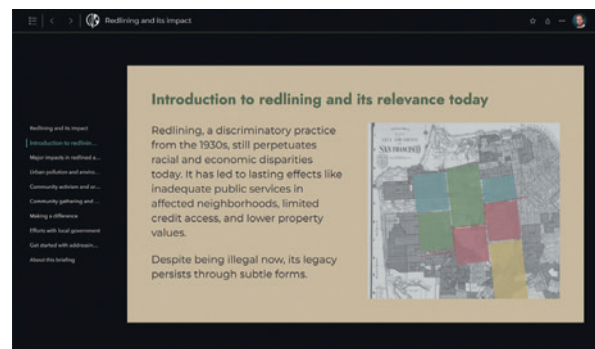 Redlining and its impact
Redlining and its impact
Introduction to redlinin...
Major impacts in redlined a...
Urban pollution and enviro...
Community activism and or...
Community gathering and ...
Making a difference
Efforts with local government
Get started with addressin...
About this briefing
Introduction to redlining and its relevance today
Redlining, a discriminatory practice
from the 1930s, still perpetuates
racial and economic disparities
today. It has led to lasting effects like
inadequate public services in
affected neighborhoods, limited
credit access, and lower property
values.
Despite being illegal now, its legacy
persists through subtle forms.
SAN FRANCISCO